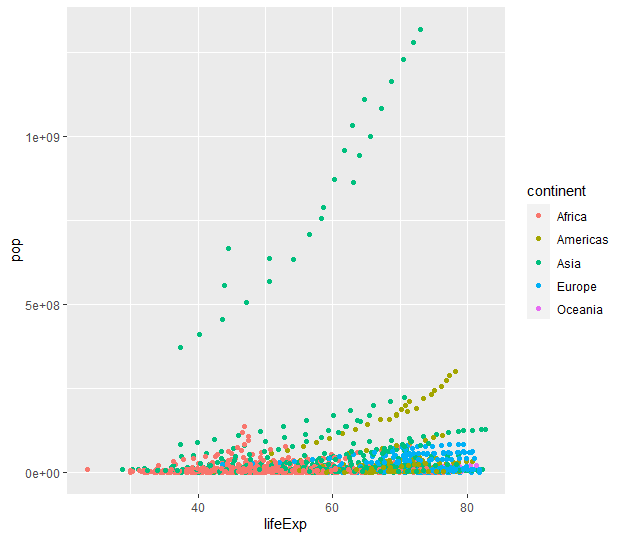 continent
Africa
Americas
Asia
Europe
Oceania
pop
1e+09
5e+08
0e+00
40 60 80
lifeExp